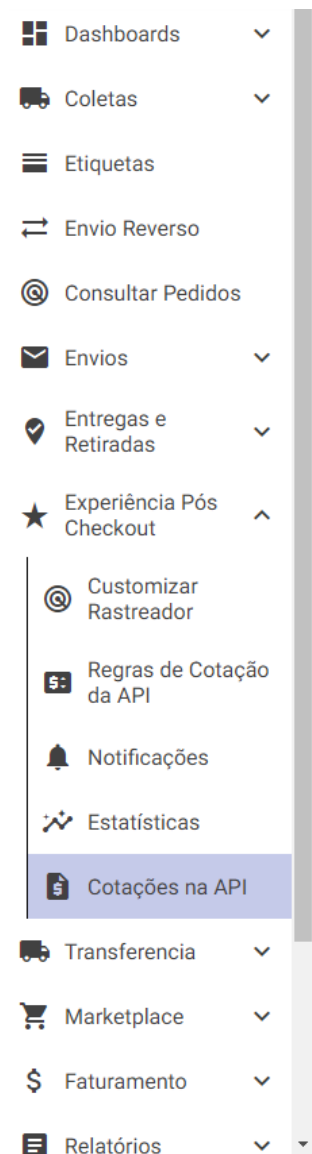 Dashboards
Coletas
Etiquetas
Envio Reverso
Consultar Pedidos
Envios
Entregas e
Retiradas
Experiência Pós
Checkout
Customizar
Rastreador
Regras de Cotação
da API
Notificações
Estatísticas
Cotações na API
Transferencia
Marketplace
Faturamento
Relatórios